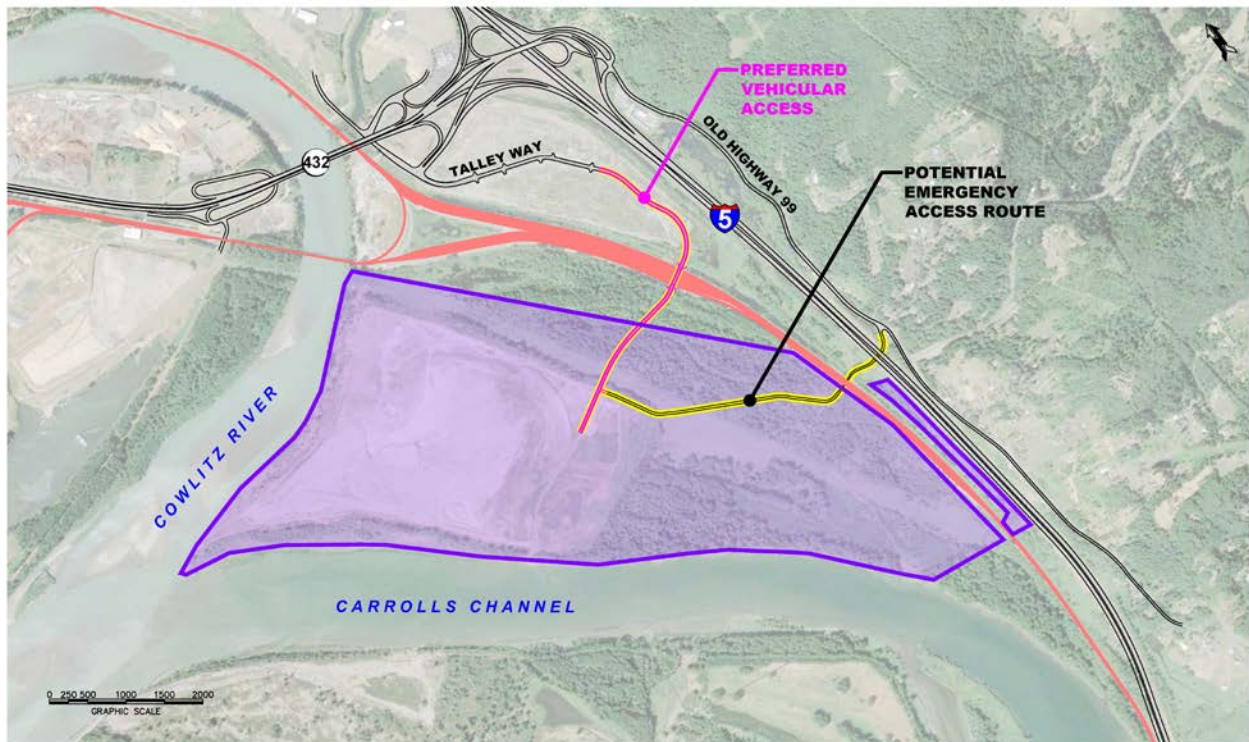 PREFERRED
VEHICULAR
ACCESS
OLD HIGHWAY 99
TALLEY WAY
432
POTENTIAL
EMERGENCY
ACCESS ROUTE
5
COWLITZ RIVER
CARROLLS CHANNEL
0 250 500 1000 1500 2000
GRAPHIC SCALE